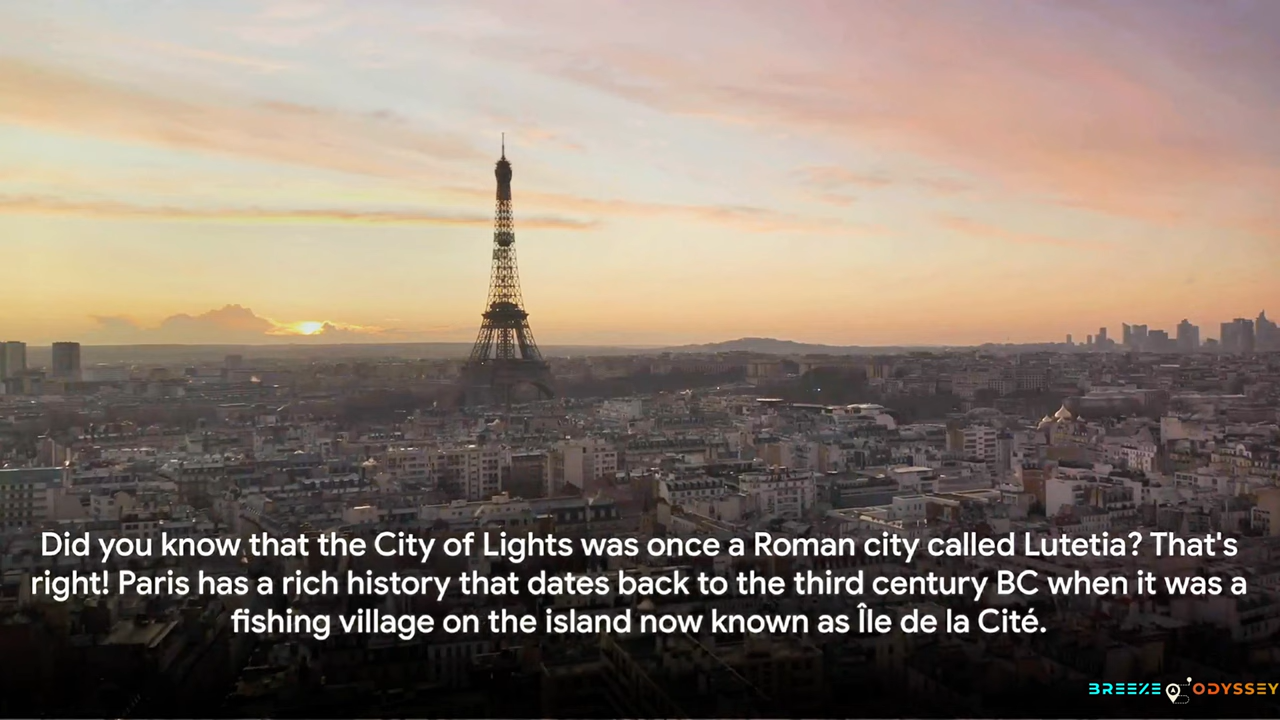 Did you know that the City of Lights was once a Roman city called Lutetia? That's
right! Paris has a rich history that dates back to the third century BC when it was a
fishing village on the island now known as Île de la Cité.
BREEZE ODYSSEY